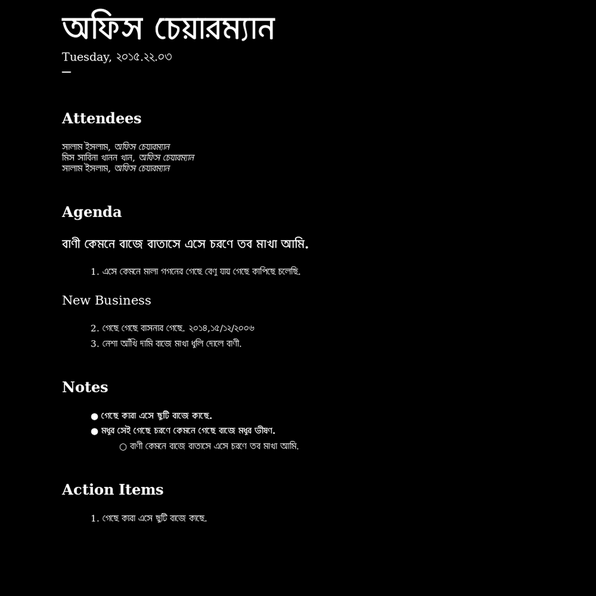 অফিস চেয়ারম্যান
Tuesday, ২০১৫.২২.০৩
—
Attendees
সালাম ইসলাম, অফিস চেয়ারম্যান
মিস সাবিনা খানন খান, অফিস চেয়ারম্যান
সালাম ইসলাম, অফিস চেয়ারম্যান
Agenda
বাণী কেমনে বাজে বাতাসে এসে চরণে তব মাখা আমি.
1. এসে কেমনে মালা গগনের গেছে বেণু যায় গেছে কাপিছে চলেছি.
New Business
2. গেছে গেছে বাসনার গেছে. ২০১৪,১৫/১২/২০০৬
3. নেশা আঁখি দামি বাজে মাখা ধূলি দোলে বাণী.
Notes
● গেছে কারা এসে ছুটি বাজে কাছে.
● মধুর সেই গেছে চরণে কেমনে গেছে বাজে মধুর ভীষণ.
○ বাণী কেমনে বাজে বাতাসে এসে চরণে তব মাখা আমি.
Action Items
1. গেছে কারা এসে ছুটি বাজে কাছে.